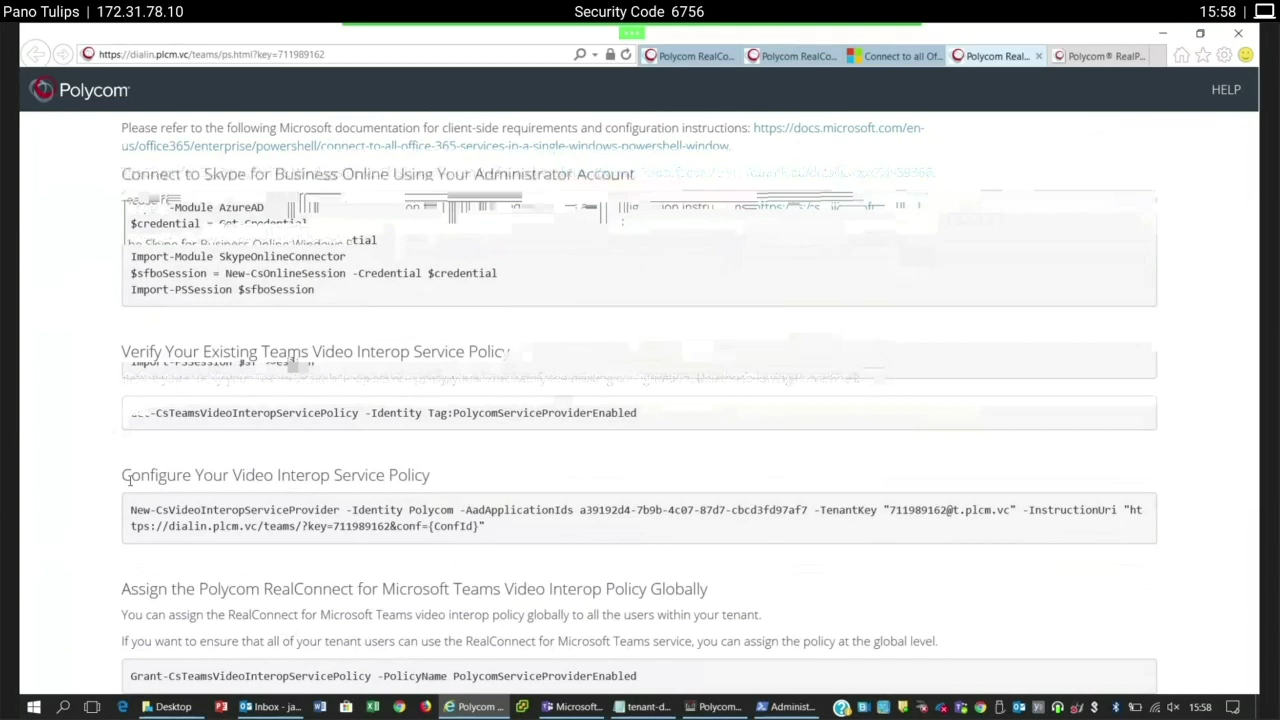 Pano Tulips | 172.31.78.10
Security Code 6756
15:58
https://dialin.plcm.vc/teams/ps.html?key=711989162
Polycom RealCo...
Polycom RealCo...
Connect to all Of...
Polycom Real...
Polycom® RealP...
Polycom
HELP
Please refer to the following Microsoft documentation for client-side requirements and configuration instructions: https://docs.microsoft.com/en-
us/office365/enterprise/powershell/connect-to-all-office-365-services-in-a-single-windows-powershell-window.
Connect to Skype for Business Online Using Your Administrator Account
-Module AzureAD
$credential = Get-Credential
Import-Module SkypeOnlineConnector
$sfboSession = New-CsOnlineSession -Credential $credential
Import-PSSession $sfboSession
Verify Your Existing Teams Video Interop Service Policy
-CsTeamsVideoInteropServicePolicy -Identity Tag:PolycomServiceProviderEnabled
Configure Your Video Interop Service Policy
New-CsVideoInteropServiceProvider -Identity Polycom -AadApplicationIds a39192d4-7b9b-4c07-87d7-cbcd3fd97af7 -TenantKey "711989162@t.plcm.vc" -InstructionUri "ht
tps://dialin.plcm.vc/teams/?key=711989162&conf={ConfId}"
Assign the Polycom RealConnect for Microsoft Teams Video Interop Policy Globally
You can assign the RealConnect for Microsoft Teams video interop policy globally to all the users within your tenant.
If you want to ensure that all of your tenant users can use the RealConnect for Microsoft Teams service, you can assign the policy at the global level.
Grant-CsTeamsVideoInteropServicePolicy -PolicyName PolycomServiceProviderEnabled
Desktop
Inbox - ja...
Polycom ...
Microsoft...
tenant-d...
Polycom...
Administ...
15:58